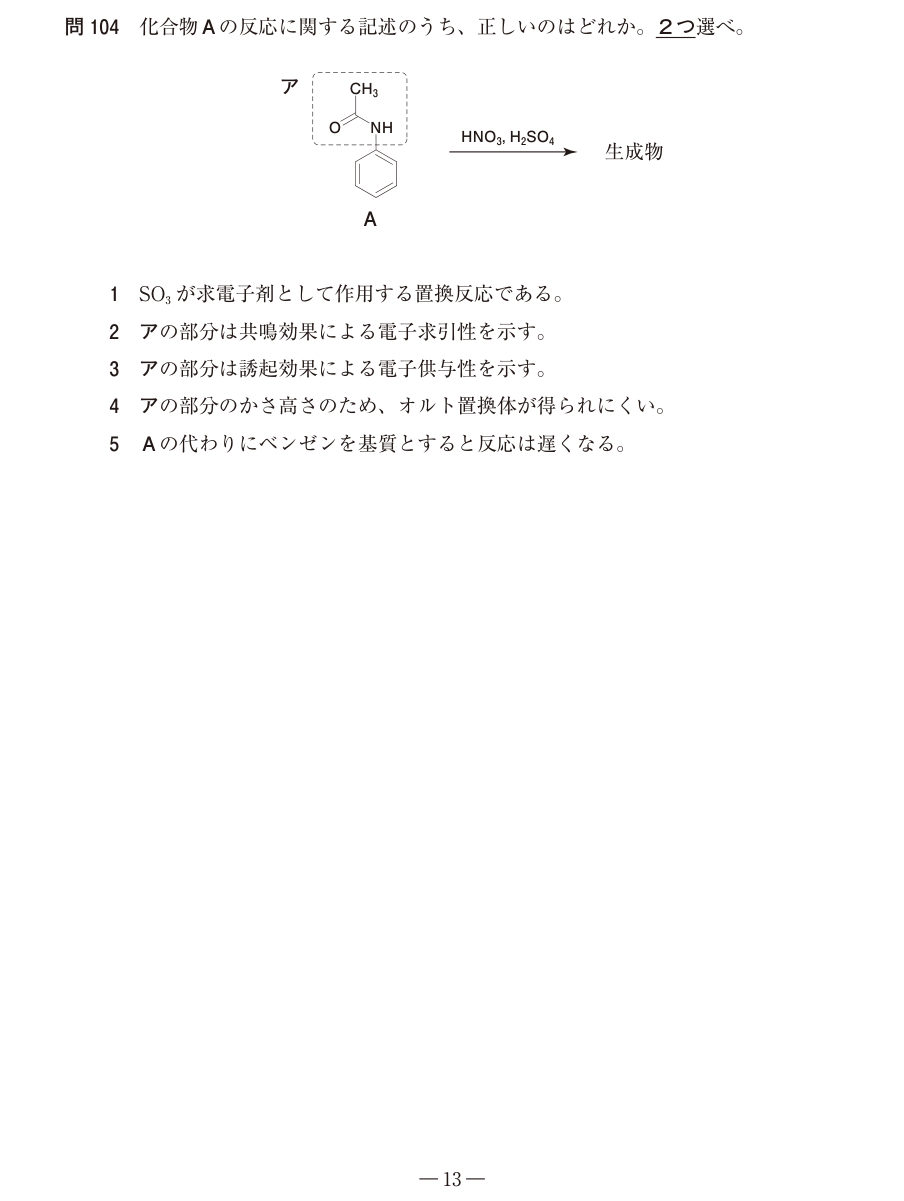 問 104 化合物Aの反応に関する記述のうち、正しいのはどれか。2つ選べ。
ア
CH₃
O
NH
HNO₃, H₂SO₄
生成物
A
1 SO₃ が求電子剤として作用する置換反応である。
2 アの部分は共鳴効果による電子求引性を示す。
3 アの部分は誘起効果による電子供与性を示す。
4 アの部分のかさ高さのため、オルト置換体が得られにくい。
5 Aの代わりにベンゼンを基質とすると反応は遅くなる。
— 13 —